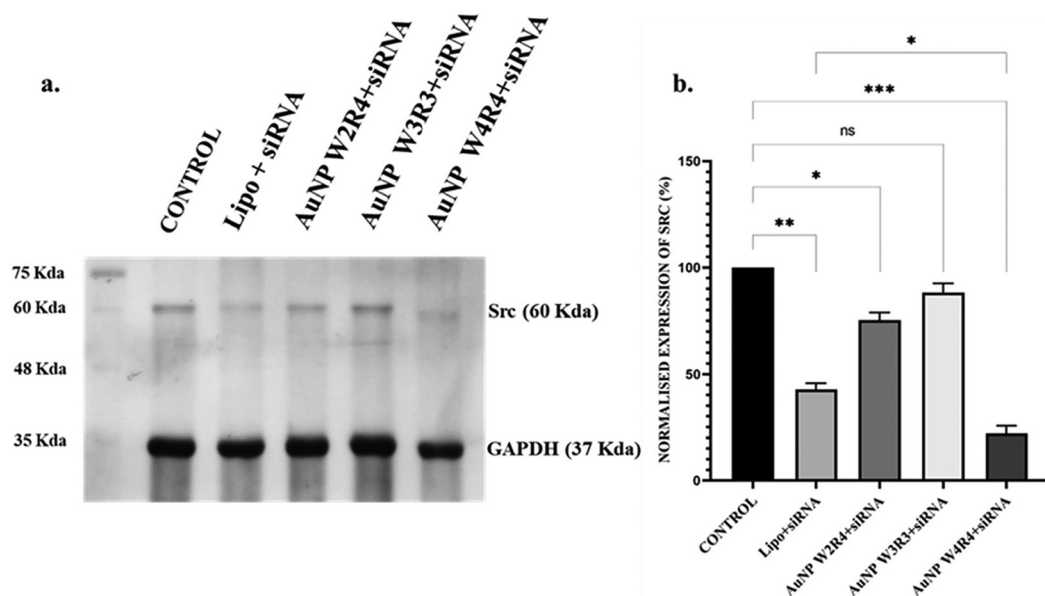 a.
CONTROL
Lipo + siRNA
AuNP W2R4+siRNA
AuNP W3R3+siRNA
AuNP W4R4+siRNA
75 Kda
60 Kda
48 Kda
35 Kda
Src (60 Kda)
GAPDH (37 Kda)
b.
*
***
ns
*
**
NORMALISED EXPRESSION OF SRC (%)
150
100
50
0
CONTROL
Lipo+siRNA
AuNP W2R4+siRNA
AuNP W3R3+siRNA
AuNP W4R4+siRNA